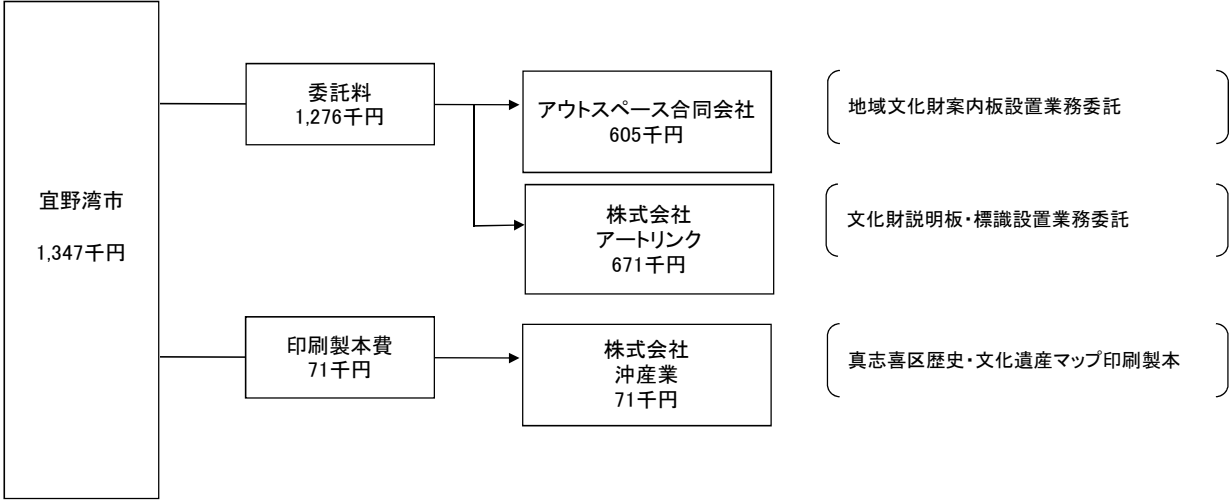 宜野湾市
1,347千円
委託料
1,276千円
アウトスペース合同会社
605千円
地域文化財案内板設置業務委託
株式会社
アートリンク
671千円
文化財説明板・標識設置業務委託
印刷製本費
71千円
株式会社
沖産業
71千円
真志喜区歴史・文化遺産マップ印刷製本